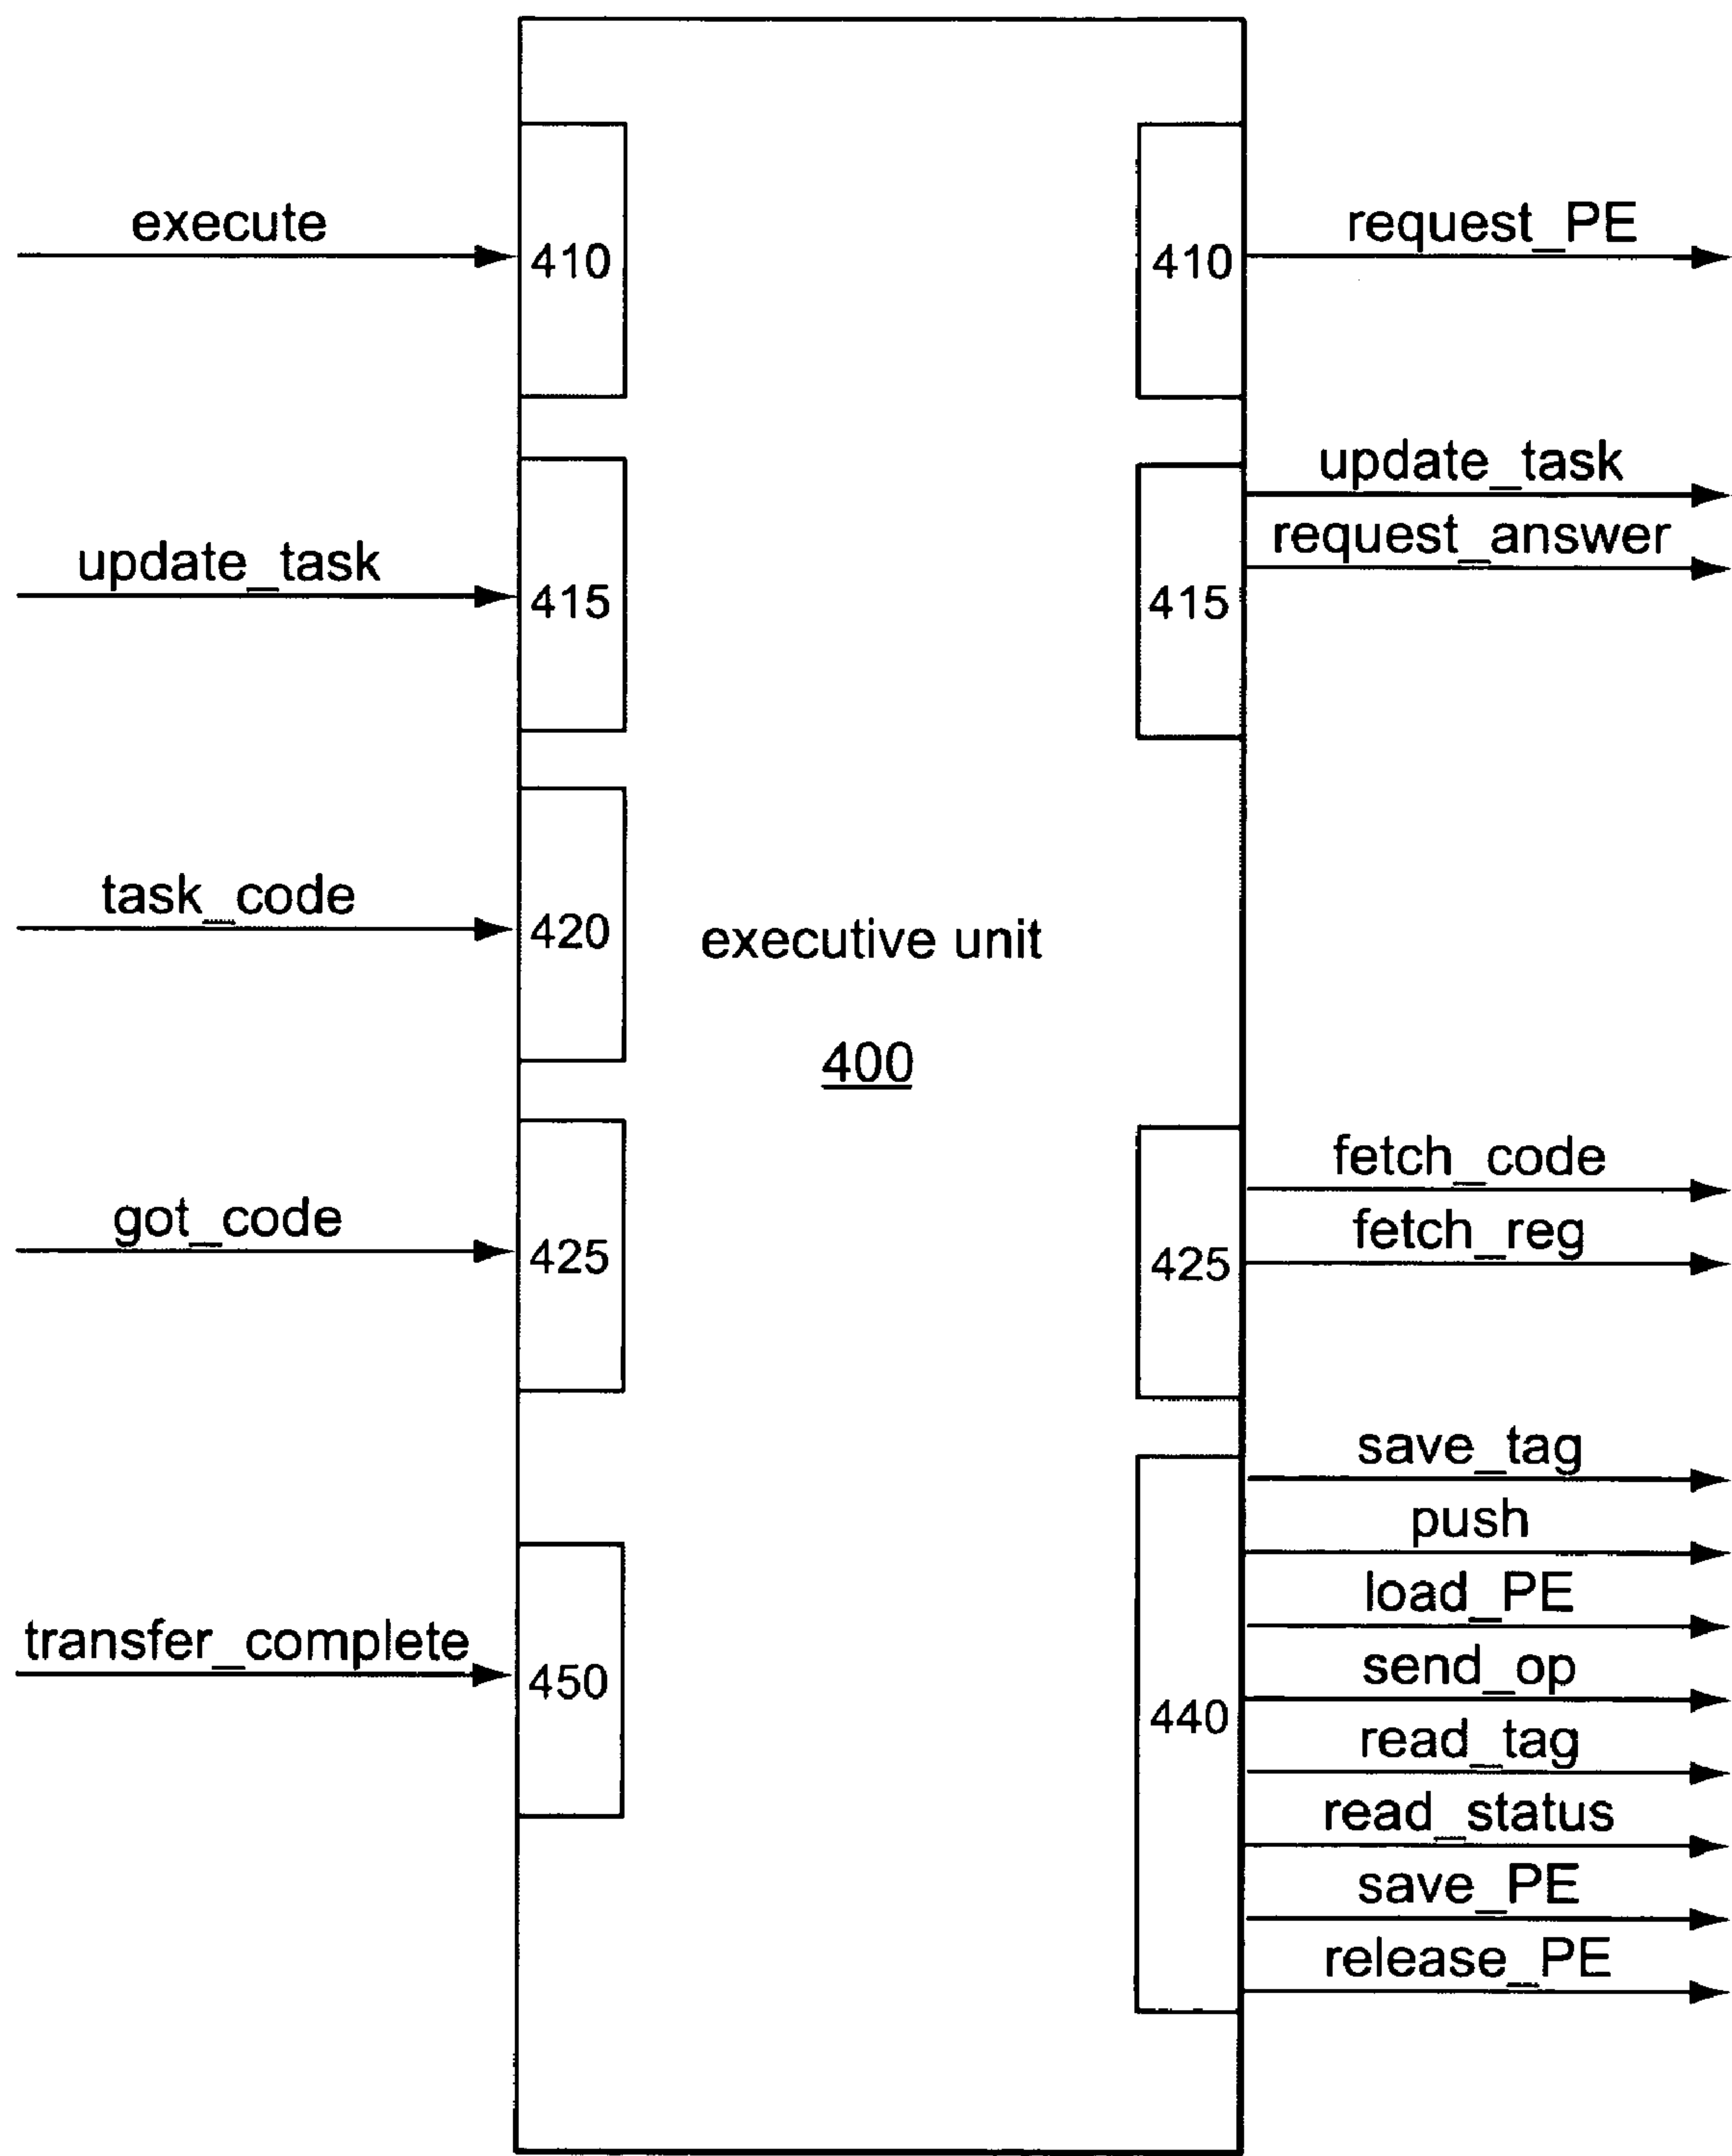 execute
410
410
request_PE
update_task
request_answer
update_task
415
415
task_code
420
executive unit
400
got_code
425
425
fetch_code
fetch_reg
save_tag
push
load_PE
send_op
read_tag
read_status
save_PE
release_PE
transfer_complete
450
440